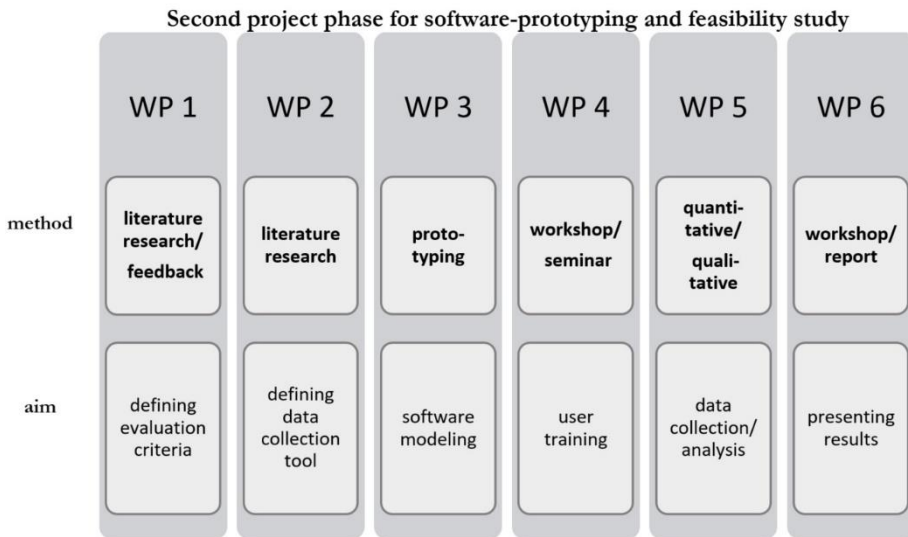 Second project phase for software-prototyping and feasibility study
WP 1
WP 2
WP 3
WP 4
WP 5
WP 6
method
literature
research/
feedback
literature
research
proto-
typing
workshop/
seminar
quanti-
tative/
quali-
tative
workshop/
report
aim
defining
evaluation
criteria
defining
data
collection
tool
software
modeling
user
training
data
collection/
analysis
presenting
results